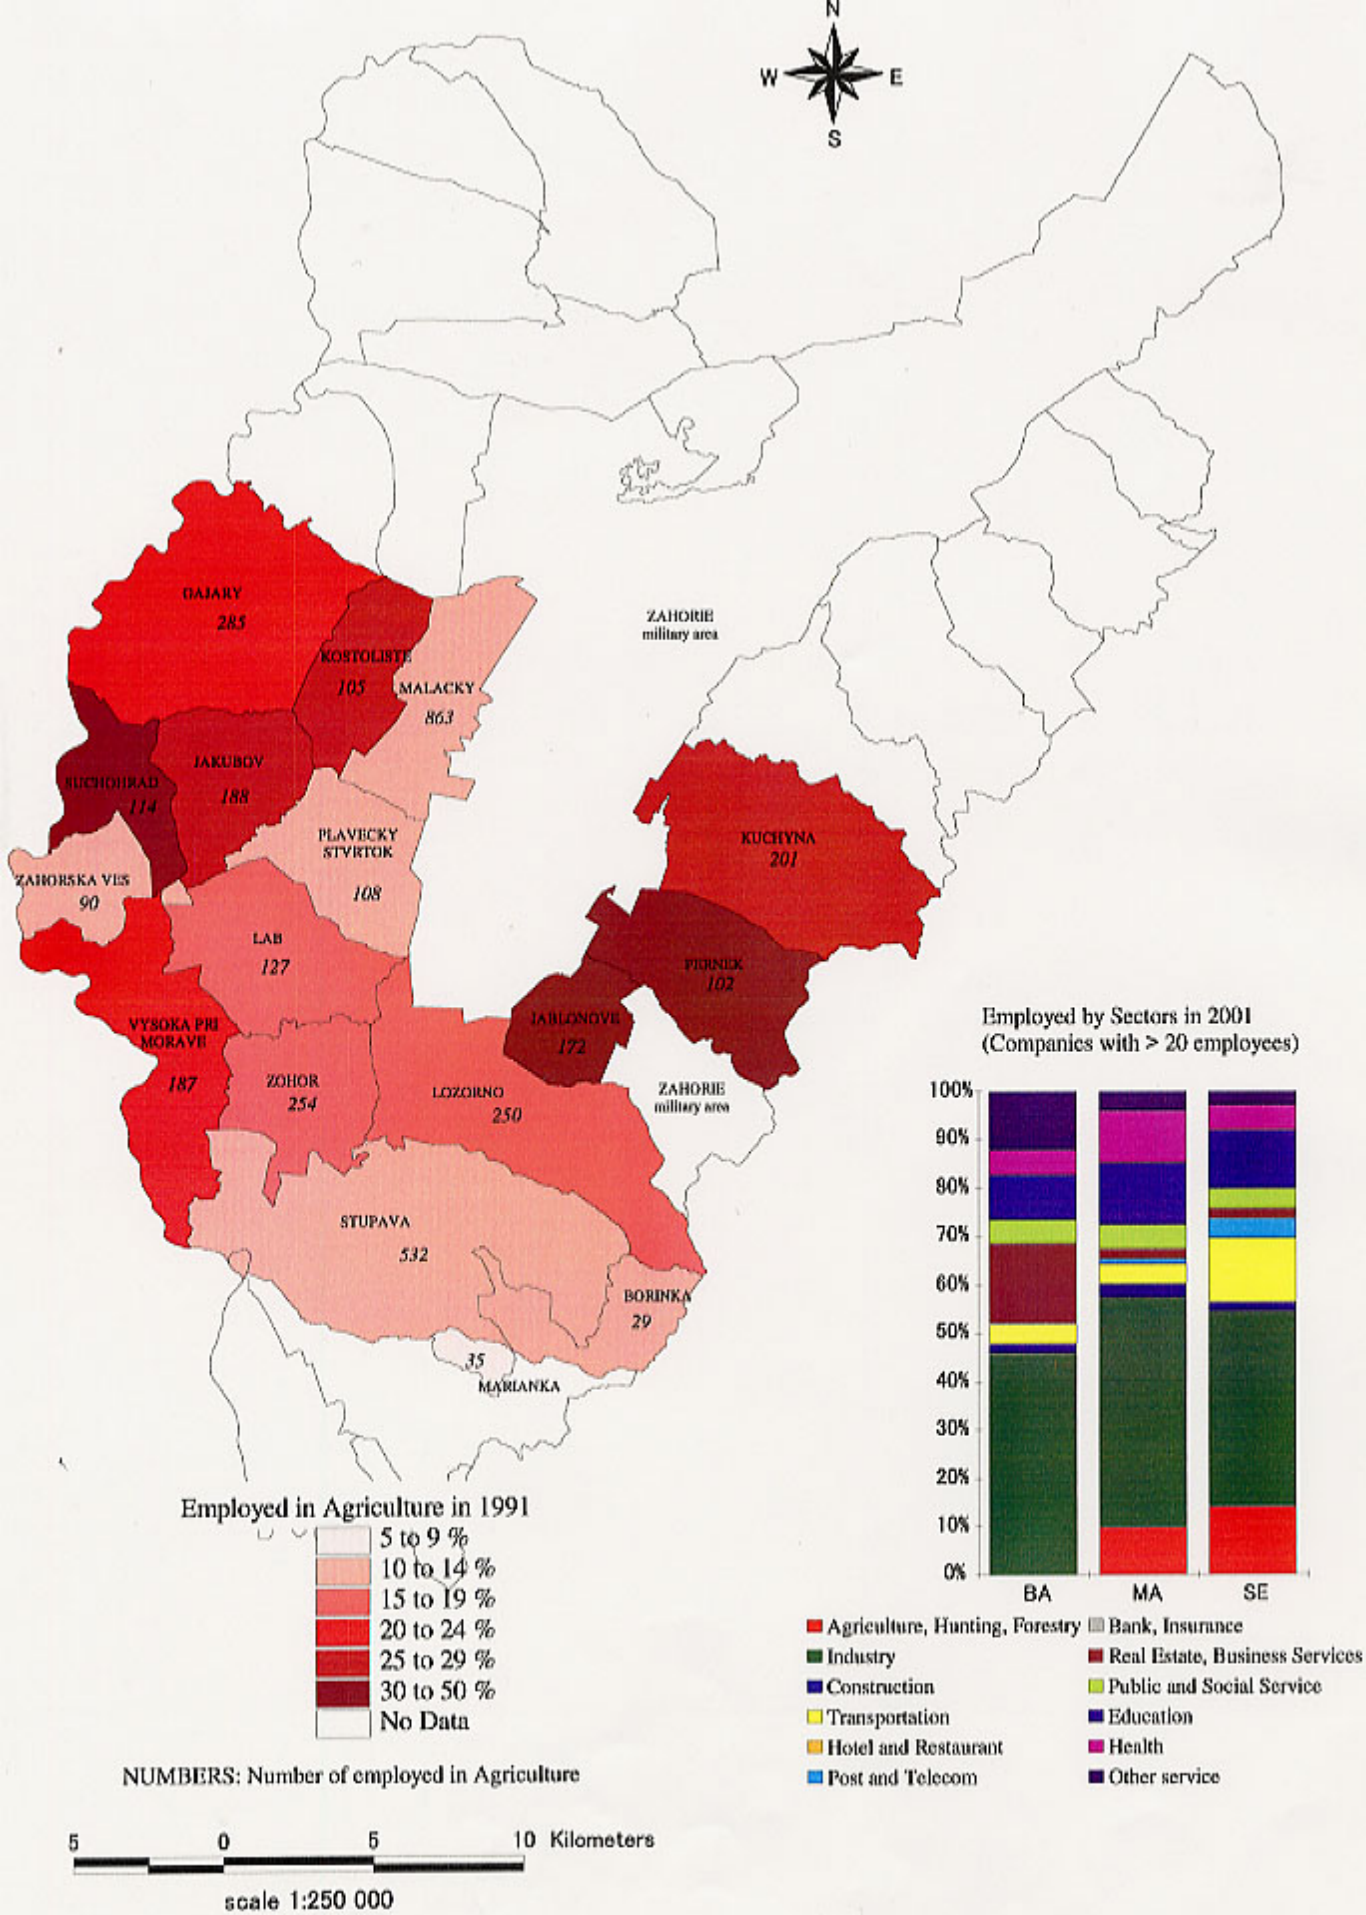 N
W E
S
DAJARY
285
ZAHORIE
military area
KOSTOLISTE
105
MALACKY
863
JAKUBOV
188
SUCHOHRAD
114
PLAVECKY
STVRTOK
108
KUCHYNA
201
ZAHORSKA VES
90
LAB
127
PERNEK
102
JABLONOVE
172
VYSOKA PRI
MORAVE
187
ZOHOR
254
LOZORNO
250
ZAHORIE
military area
STUPAVA
532
BORINKA
29
35
MARIANKA
Employed by Sectors in 2001
(Companies with > 20 employees)
100%
90%
80%
70%
60%
50%
40%
30%
20%
10%
0%
BA MA SE
Agriculture, Hunting, Forestry Bank, Insurance
Industry Real Estate, Business Services
Construction Public and Social Service
Transportation Education
Hotel and Restaurant Health
Post and Telecom Other service
Employed in Agriculture in 1991
5 to 9 %
10 to 14 %
15 to 19 %
20 to 24 %
25 to 29 %
30 to 50 %
No Data
NUMBERS: Number of employed in Agriculture
5 0 5 10 Kilometers
scale 1:250 000